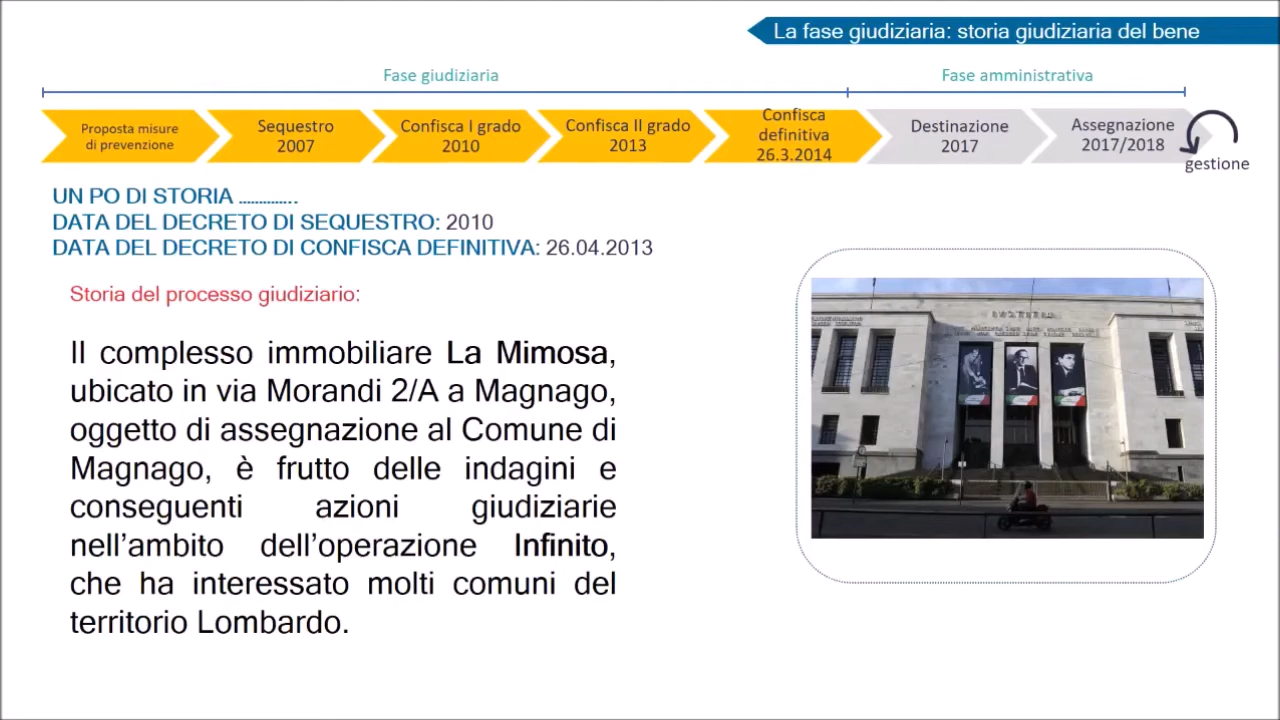 La fase giudiziaria: storia giudiziaria del bene
Fase giudiziaria
Fase amministrativa
Proposta misure
di prevenzione
Sequestro
2007
Confisca I grado
2010
Confisca II grado
2013
Confisca
definitiva
26.3.2014
Destinazione
2017
Assegnazione
2017/2018
gestione
UN PO DI STORIA .............
DATA DEL DECRETO DI SEQUESTRO: 2010
DATA DEL DECRETO DI CONFISCA DEFINITIVA: 26.04.2013
Storia del processo giudiziario:
Il complesso immobiliare La Mimosa,
ubicato in via Morandi 2/A a Magnago,
oggetto di assegnazione al Comune di
Magnago, è frutto delle indagini e
conseguenti azioni giudiziarie
nell’ambito dell’operazione Infinito,
che ha interessato molti comuni del
territorio Lombardo.